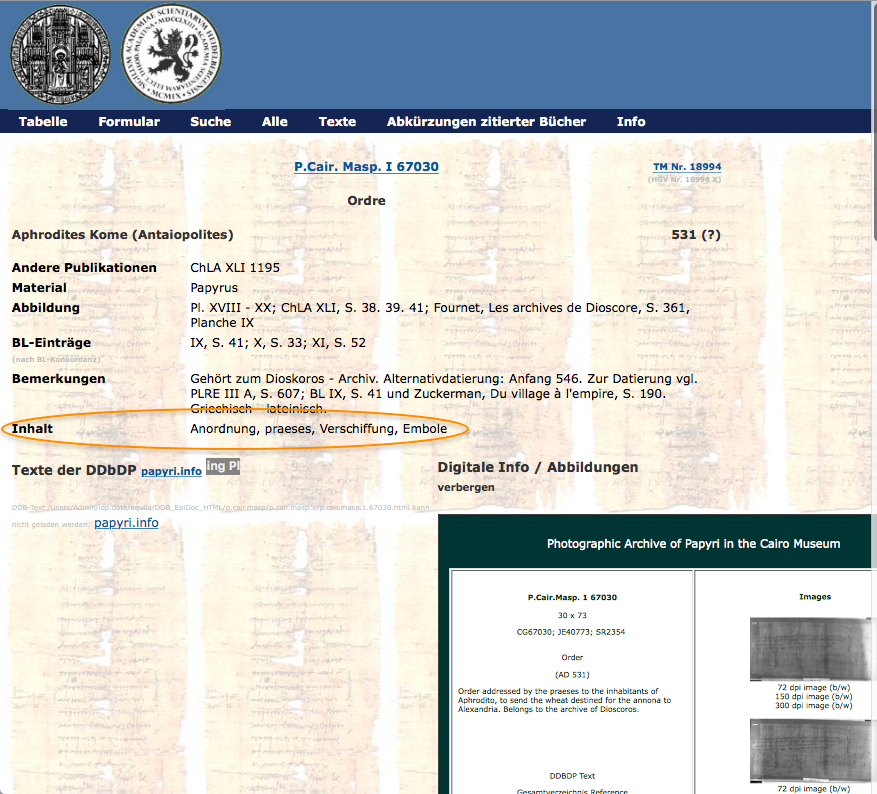 Tabelle Formular Suche Alle Texte Abkürzungen zitierter Bücher Info
P.Cair. Masp. I 67030
TM Nr. 18994
(HGV Nr. 18994 X)
Ordre
Aphrodites Kome (Antaiopolites) 531 (?)
Andere Publikationen ChLA XLI 1195
Material Papyrus
Abbildung Pl. XVIII - XX; ChLA XLI, S. 38. 39. 41; Fournet, Les archives de Dioscore, S. 361,
Planche IX
BL-Einträge IX, S. 41; X, S. 33; XI, S. 52
(nach BL-Konkordanz)
Bemerkungen Gehört zum Dioskoros - Archiv. Alternativdatierung: Anfang 546. Zur Datierung vgl.
PLRE III A, S. 607; BL IX, S. 41 und Zuckerman, Du village à l'empire, S. 190.
Griechisch - lateinisch.
Inhalt Anordnung, praeses, Verschiffung, Embole
Texte der DDbDP papyri.info ing Pl
DDB-Text /Users/Admin/idp.data/aquila/DDB_EpiDoc_HTML/p.cair.masp/p.cair.masp.1/p.cair.masp.1.67030.html kann
nicht geladen werden. papyri.info
Digitale Info / Abbildungen
verbergen
Photographic Archive of Papyri in the Cairo Museum
P.Cair.Masp. 1 67030
30 x 73
CG67030; JE40773; SR2354
Order
(AD 531)
Order addressed by the praeses to the inhabitants of
Aphrodito, to send the wheat destined for the annona to
Alexandria. Belongs to the archive of Dioscoros.
DDBDP Text
Gesamtverzeichnis Reference
Images
72 dpi image (b/w)
150 dpi image (b/w)
300 dpi image (b/w)
72 dpi image (b/w)